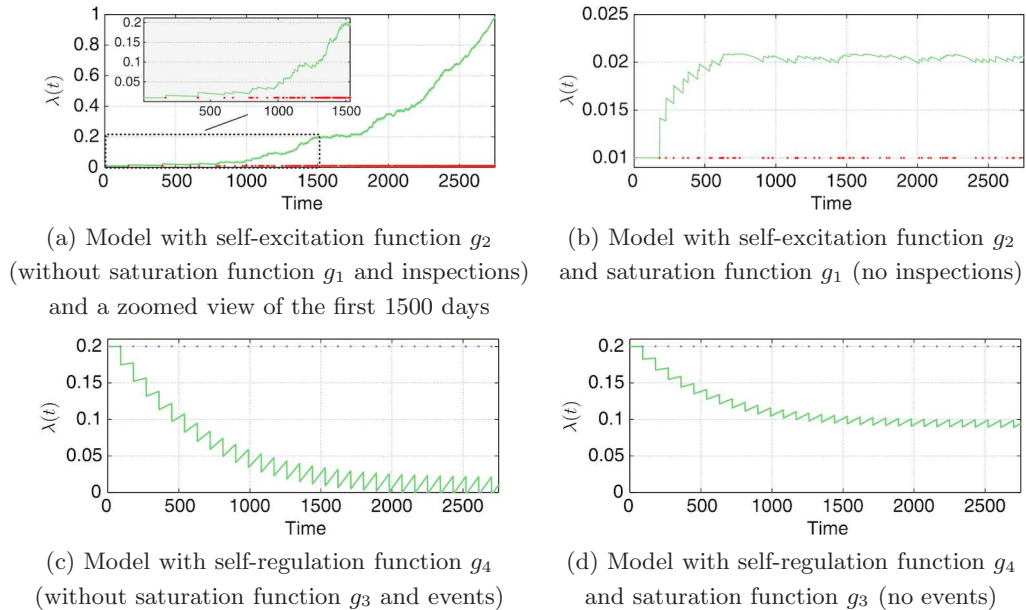 1
0.8
0.6
0.4
0.2
0
λ(t)
0.2
0.15
0.1
0.05
500 1000 1500
0 500 1000 1500 2000 2500
Time
(a) Model with self-excitation function g₂
(without saturation function g₁ and inspections)
and a zoomed view of the first 1500 days
0.025
0.02
0.015
0.01
λ(t)
0 500 1000 1500 2000 2500
Time
(b) Model with self-excitation function g₂
and saturation function g₁ (no inspections)
0.2
0.15
0.1
0.05
0
λ(t)
0 500 1000 1500 2000 2500
Time
(c) Model with self-regulation function g₄
(without saturation function g₃ and events)
0.2
0.15
0.1
0.05
0
λ(t)
0 500 1000 1500 2000 2500
Time
(d) Model with self-regulation function g₄
and saturation function g₃ (no events)